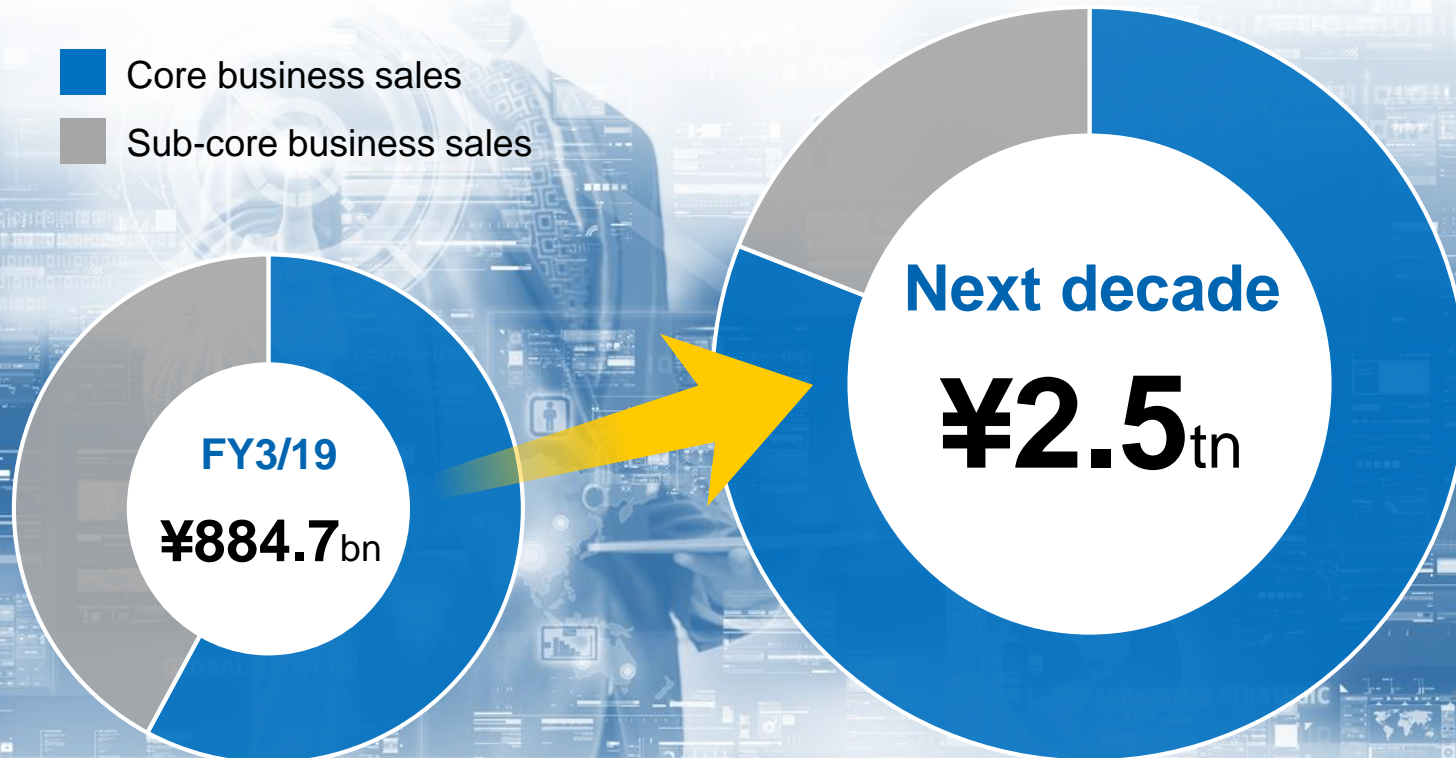 Core business sales
Sub-core business sales
FY3/19
¥884.7bn
Next decade
¥2.5tn